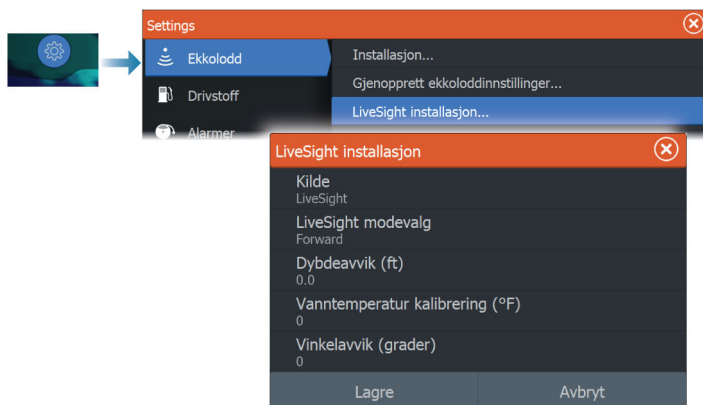 Settings
Ekkolodd
Drivstoff
Alarmer
Installasjon...
Gjenopprett ekkoloddinnstillinger...
LiveSight installasjon...
LiveSight installasjon
Kilde
LiveSight
LiveSight modevalg
Forward
Dybdeavvik (ft)
0.0
Vanntemperatur kalibrering (°F)
0
Vinkelavvik (grader)
0
Lagre
Avbryt